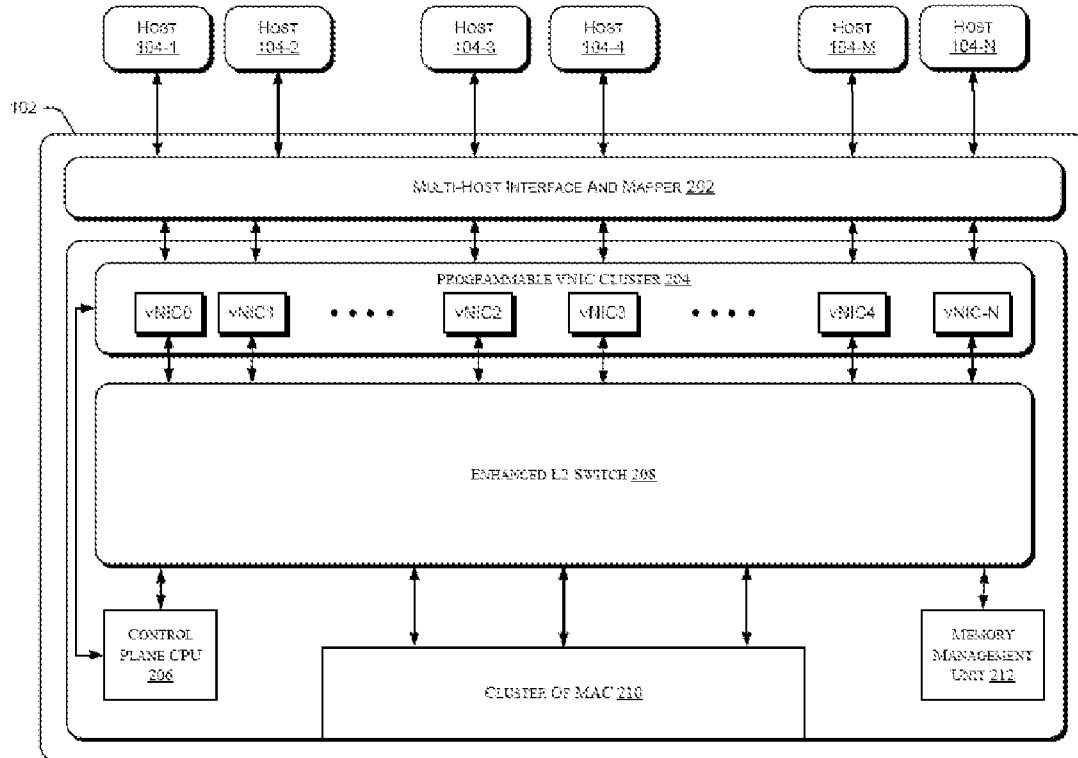 HOST HOST HOST HOST HOST HOST
104-1 104-2 104-3 104-4 104-M 104-N
102
MULTI-HOST INTERFACE AND MAPPER 202
PROGRAMMABLE VNIC CLUSTER 204
vNIC0 vNIC1 vNIC2 vNIC3 vNIC4 vNIC-N
ENHANCED L2 SWITCH 208
CONTROL
PLANE CPU
206
CLUSTER OF MAC 210
MEMORY
MANAGEMENT
UNIT 212